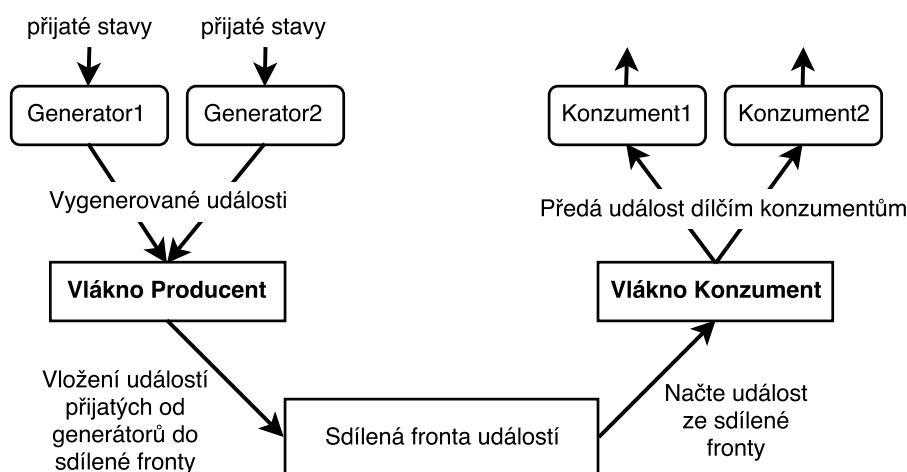 přijaté stavy
přijaté stavy
Generator1
Generator2
Konzument1
Konzument2
Vygenerované události
Předá událost dílčím konzumentům
Vlákno Producent
Vlákno Konzument
Vložení událostí
přijatých od
generátorů do
sdílené fronty
Sdílená fronta událostí
Načte událost
ze sdílené
fronty